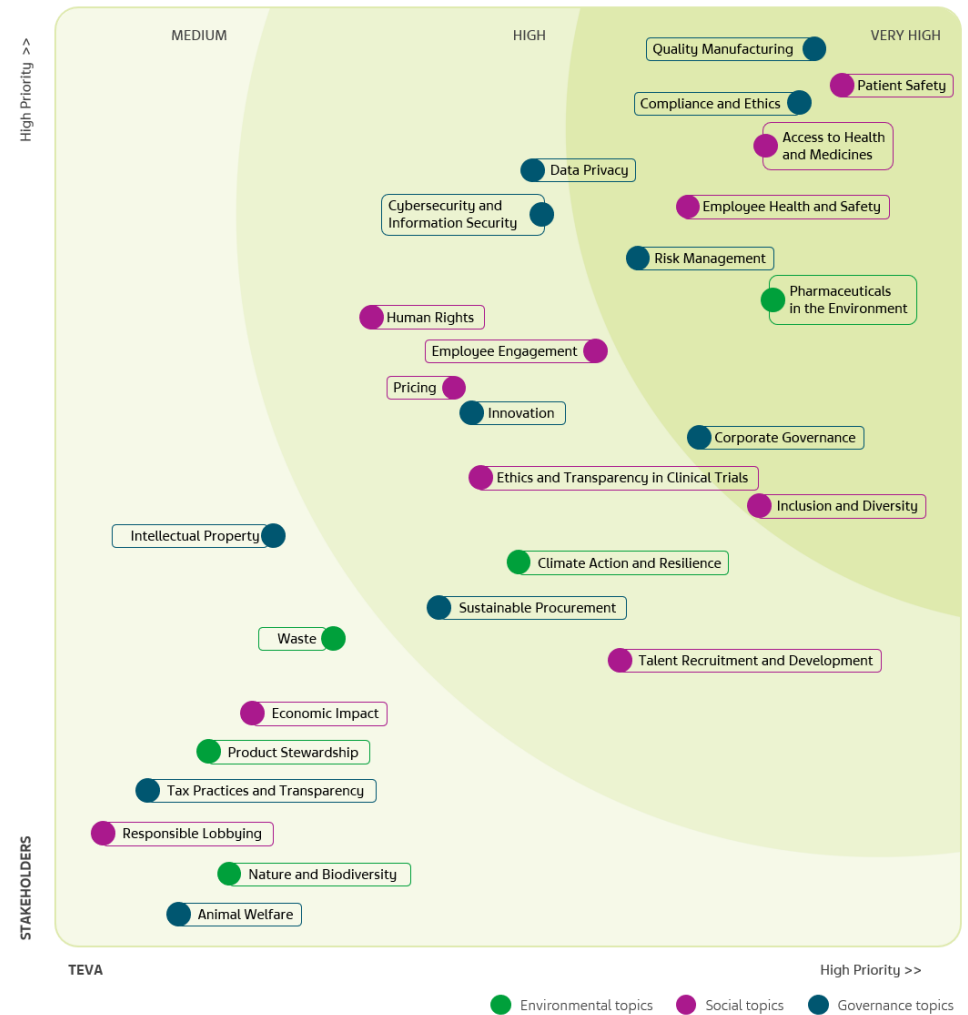 MEDIUM
HIGH
VERY HIGH
High Priority >>
Quality Manufacturing
Patient Safety
Compliance and Ethics
Access to Health
and Medicines
Data Privacy
Cybersecurity and
Information Security
Employee Health and Safety
Risk Management
Pharmaceuticals
in the Environment
Human Rights
Employee Engagement
Pricing
Innovation
Corporate Governance
Ethics and Transparency in Clinical Trials
Inclusion and Diversity
Intellectual Property
Climate Action and Resilience
Sustainable Procurement
Waste
Talent Recruitment and Development
Economic Impact
Product Stewardship
Tax Practices and Transparency
Responsible Lobbying
Nature and Biodiversity
Animal Welfare
STAKEHOLDERS
TEVA
High Priority >>
Environmental topics
Social topics
Governance topics